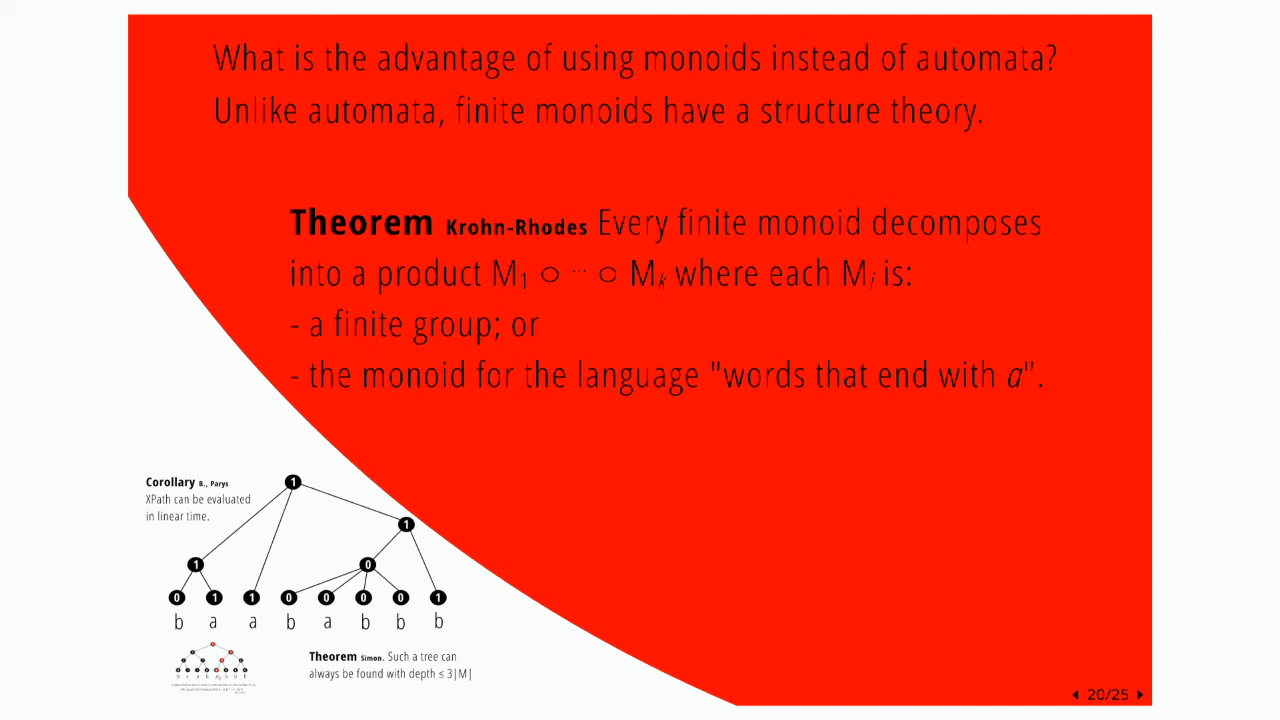 What is the advantage of using monoids instead of automata?
Unlike automata, finite monoids have a structure theory.
Theorem Krohn-Rhodes Every finite monoid decomposes
into a product M₁ ○ ··· ○ Mₖ where each Mᵢ is:
- a finite group; or
- the monoid for the language "words that end with a".
Corollary B., Parys
XPath can be evaluated
in linear time.
1
1
1
0
0 1 1 0 0 0 0 1
b a a b a b b b
Theorem Simon. Such a tree can
always be found with depth ≤ 3|M|
20/25